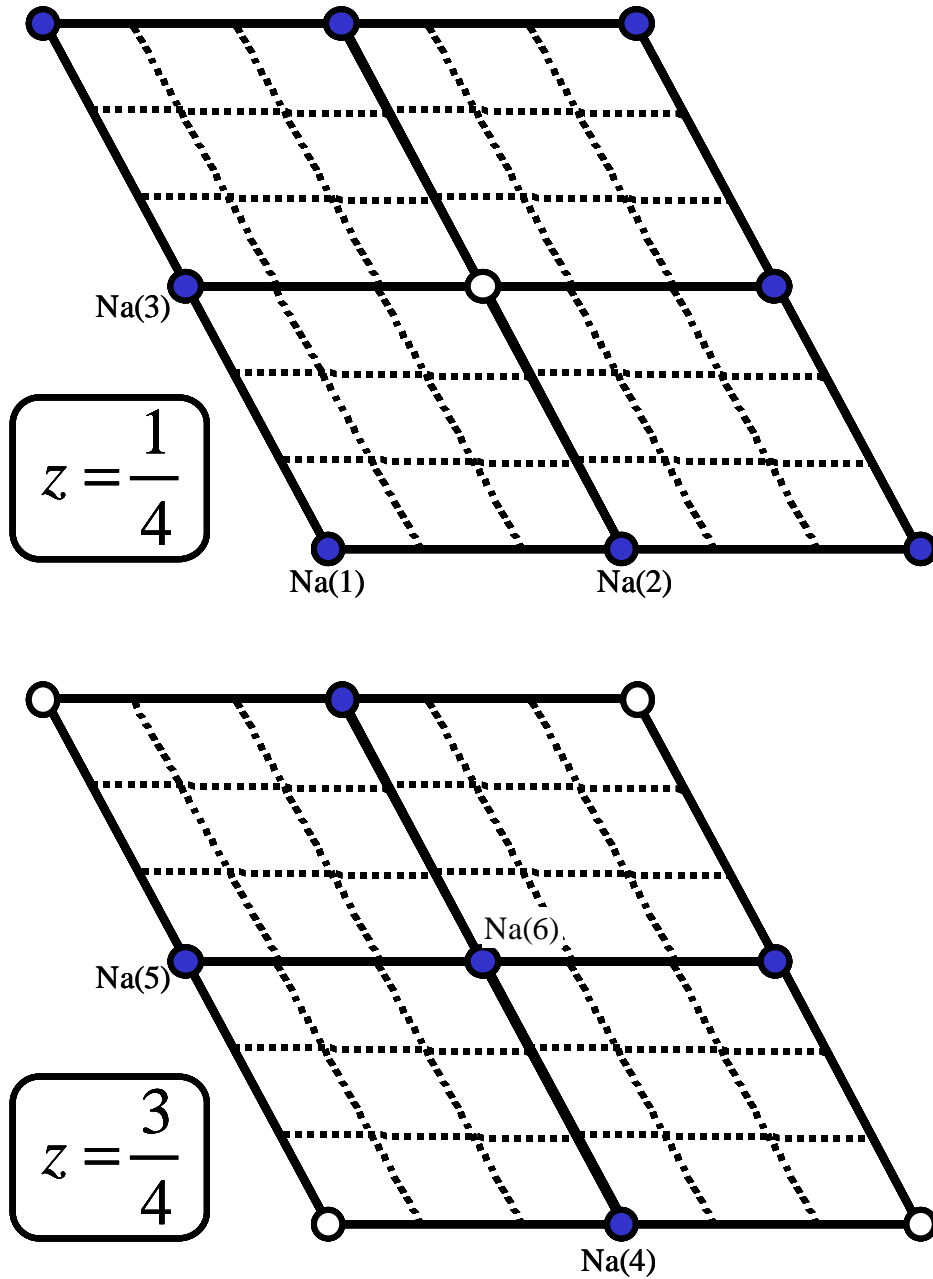 Na(3)
z = 1/4
Na(1)
Na(2)
Na(6)
Na(5)
z = 3/4
Na(4)